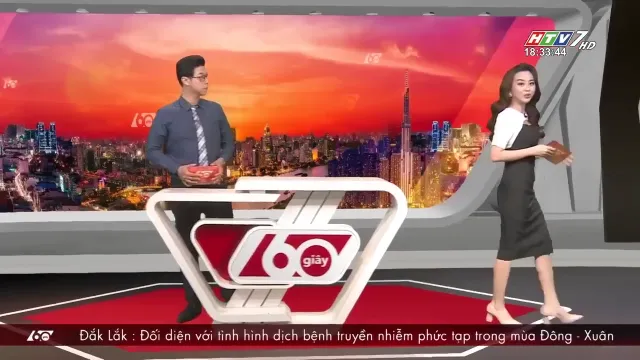 HTV7 HD
18:33:44
60
giây
60
Đắk Lắk : Đối diện với tình hình dịch bệnh truyền nhiễm phức tạp trong mùa Đông - Xuân